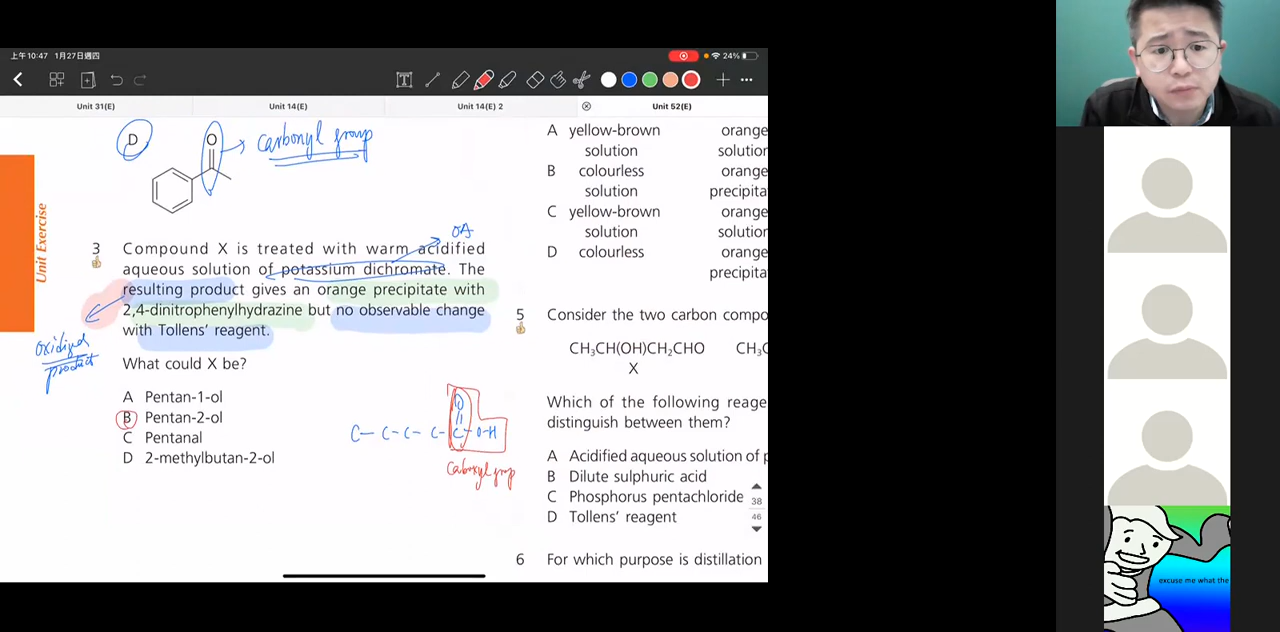 上午10:47 1月27日週四
24%
Unit 31(E)
Unit 14(E)
Unit 14(E) 2
Unit 52(E)
D
O
carbonyl group
Unit Exercise
3 Compound X is treated with warm acidified
OA
aqueous solution of potassium dichromate. The
resulting product gives an orange precipitate with
2,4-dinitrophenylhydrazine but no observable change
with Tollens' reagent.
oxidized
product
What could X be?
A Pentan-1-ol
B Pentan-2-ol
C Pentanal
D 2-methylbutan-2-ol
O
C-C-C-C-C-O-H
Caboxyl group
A yellow-brown orange
solution solution
B colourless orange
solution precipita
C yellow-brown orange
solution solution
D colourless orange
precipita
5 Consider the two carbon compo
CH₃CH(OH)CH₂CHO CH₃C
X
Which of the following reage
distinguish between them?
A Acidified aqueous solution of p
B Dilute sulphuric acid
C Phosphorus pentachloride
D Tollens' reagent
38
46
6 For which purpose is distillation
excuse me what the